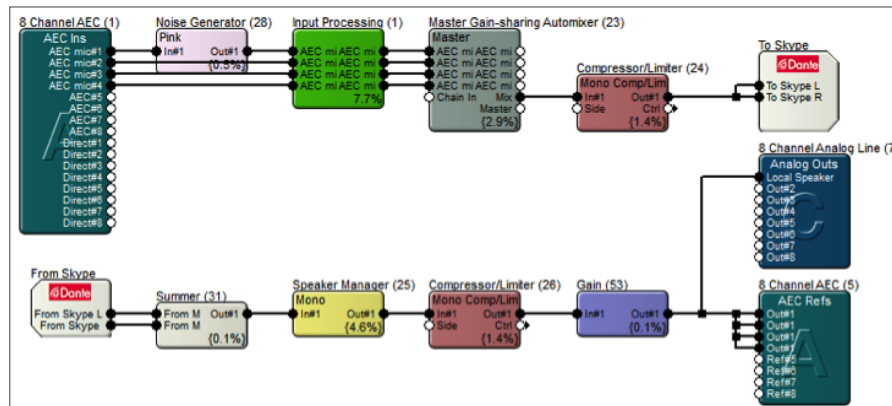 8 Channel AEC (1)
AEC Ins
AEC mic#1
AEC mic#2
AEC mic#3
AEC mic#4
AEC#5
AEC#6
AEC#7
AEC#8
Direct#1
Direct#2
Direct#3
Direct#4
Direct#5
Direct#6
Direct#7
Direct#8
Noise Generator (28)
Pink
In#1 Out#1
{0.5%}
Input Processing (1)
AEC mi AEC mi
AEC mi AEC mi
AEC mi AEC mi
AEC mi AEC mi
7.7%
Master Gain-sharing Automixer (23)
Master
AEC mi AEC mi
AEC mi AEC mi
AEC mi AEC mi
AEC mi AEC mi
Chain In Mix
Master
{2.9%}
Compressor/Limiter (24)
Mono Comp/Lim
In#1 Out#1
Side Ctrl
{1.4%}
To Skype
Dante
To Skype L
To Skype R
8 Channel Analog Line (7
Analog Outs
Local Speaker
Out#2
Out#3
Out#4
Out#5
Out#6
Out#7
Out#8
C
From Skype
Dante
From Skype L
From Skype
Summer (31)
From M Out#1
From M
{0.1%}
Speaker Manager (25)
Mono
In#1 Out#1
{4.6%}
Compressor/Limiter (26)
Mono Comp/Lim
In#1 Out#1
Side Ctrl
{1.4%}
Gain (53)
In#1 Out#1
{0.1%}
8 Channel AEC (5)
AEC Refs
Out#1
Out#1
Out#1
Out#1
Ref#5
Ref#6
Ref#7
Ref#8
A